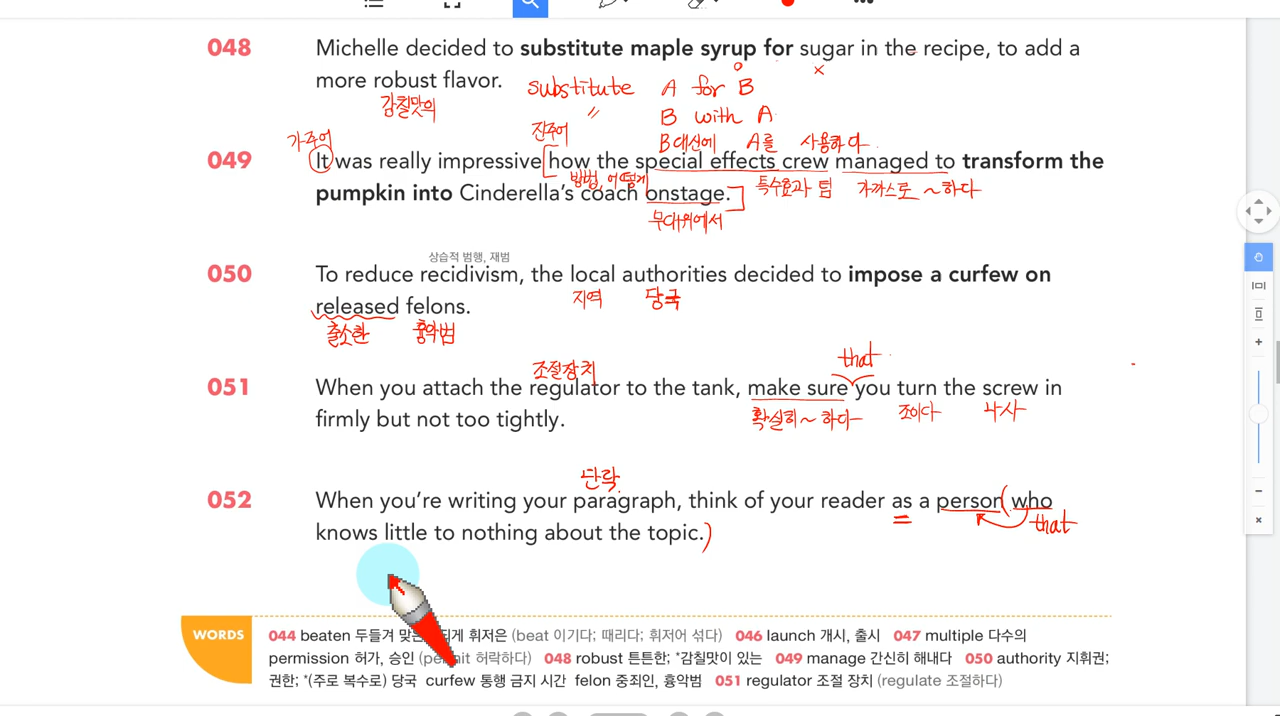 048 Michelle decided to substitute maple syrup for sugar in the recipe, to add a
more robust flavor.
substitute A for B
감칠맛의
〃 B with A
B대신에 A를 사용하다
가주어
진주어
049 It was really impressive how the special effects crew managed to transform the
방법, 어떻게
특수효과 팀
가까스로 ~하다
pumpkin into Cinderella's coach onstage.
무대위에서
상습적 범행, 재범
050 To reduce recidivism, the local authorities decided to impose a curfew on
지역 당국
released felons.
출소한 흉악범
that
조절장치
051 When you attach the regulator to the tank, make sure you turn the screw in
확실히~하다 조이다 나사
firmly but not too tightly.
단락
052 When you're writing your paragraph, think of your reader as a person who
= that
knows little to nothing about the topic.
WORDS 044 beaten 두들겨 맞은 휘저은 (beat 이기다; 때리다; 휘저어 섞다) 046 launch 개시, 출시 047 multiple 다수의
permission 허가, 승인 (permit 허락하다) 048 robust 튼튼한; *감칠맛이 있는 049 manage 간신히 해내다 050 authority 지휘권;
권한; *(주로 복수로) 당국 curfew 통행 금지 시간 felon 중죄인, 흉악범 051 regulator 조절 장치 (regulate 조절하다)